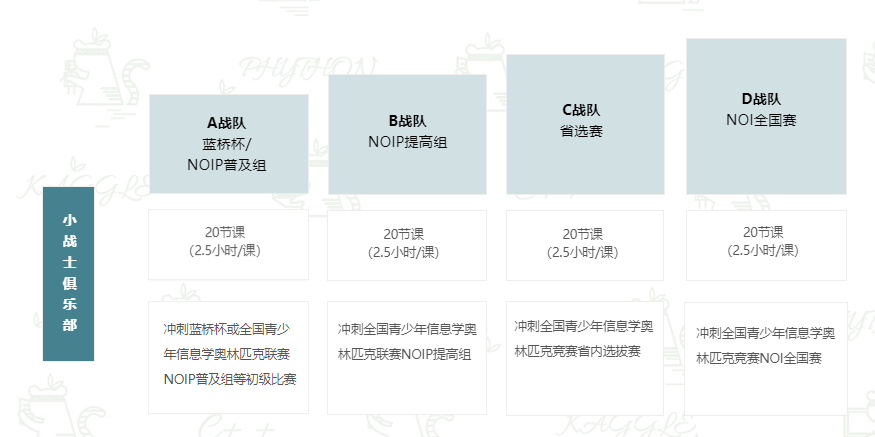 PHYTHON
KAGGLE
小战士俱乐部
A战队
蓝桥杯/
NOIP普及组
B战队
NOIP提高组
C战队
省选赛
D战队
NOI全国赛
20节课
（2.5小时/课）
20节课
（2.5小时/课）
20节课
（2.5小时/课）
20节课
（2.5小时/课）
冲刺蓝桥杯或全国青少
年信息学奥林匹克联赛
NOIP普及组等初级比赛
冲刺全国青少年信息学奥
林匹克联赛NOIP提高组
冲刺全国青少年信息学奥
林匹克竞赛省内选拔赛
冲刺全国青少年信息学奥
林匹克竞赛NOI全国赛
C++
KAGGLE